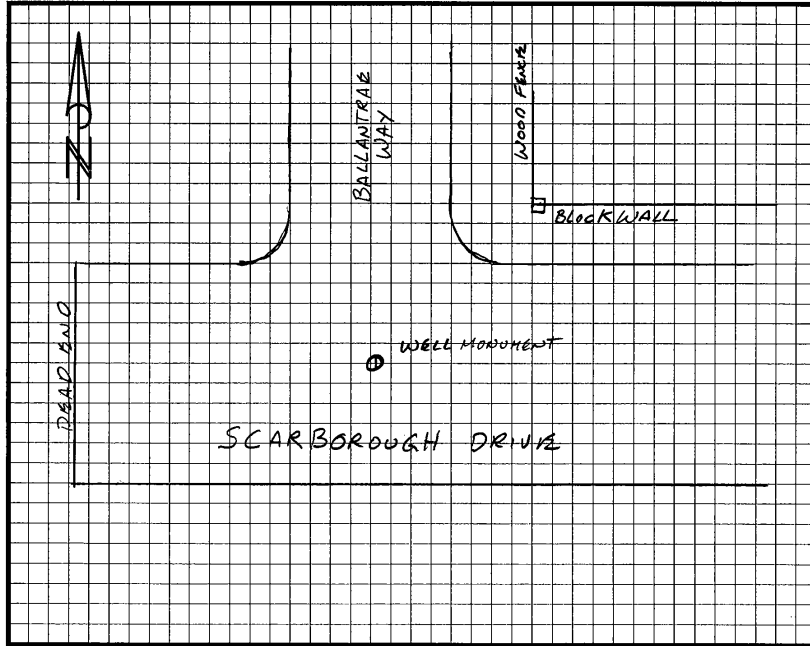 N
BALLANTRAE
WAY
WOOD FENCE
BLOCK WALL
DEAD END
WELL MONUMENT
SCARBOROUGH DRIVE